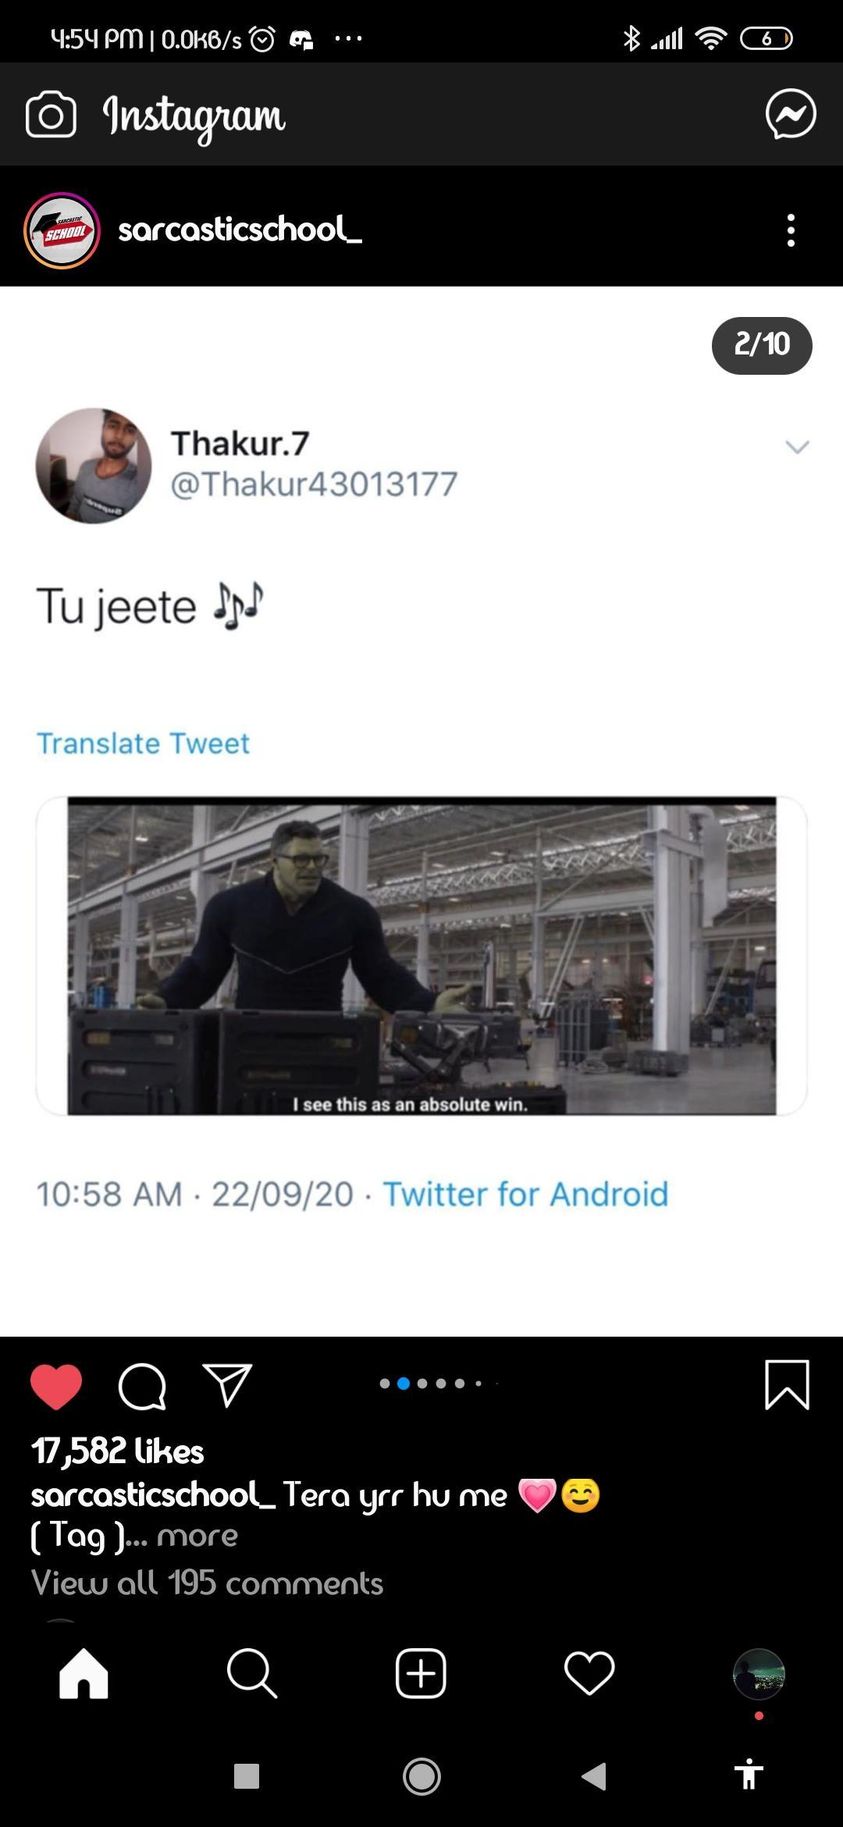 4:54 PM | 0.0KB/s
6
Instagram
SARCASTIC
SCHOOL
sarcasticschool_
2/10
Thakur.7
@Thakur43013177
Tu jeete 🎶
Translate Tweet
I see this as an absolute win.
10:58 AM · 22/09/20 · Twitter for Android
17,582 likes
sarcasticschool_ Tera yrr hu me 💗☺️
( Tag )... more
View all 195 comments